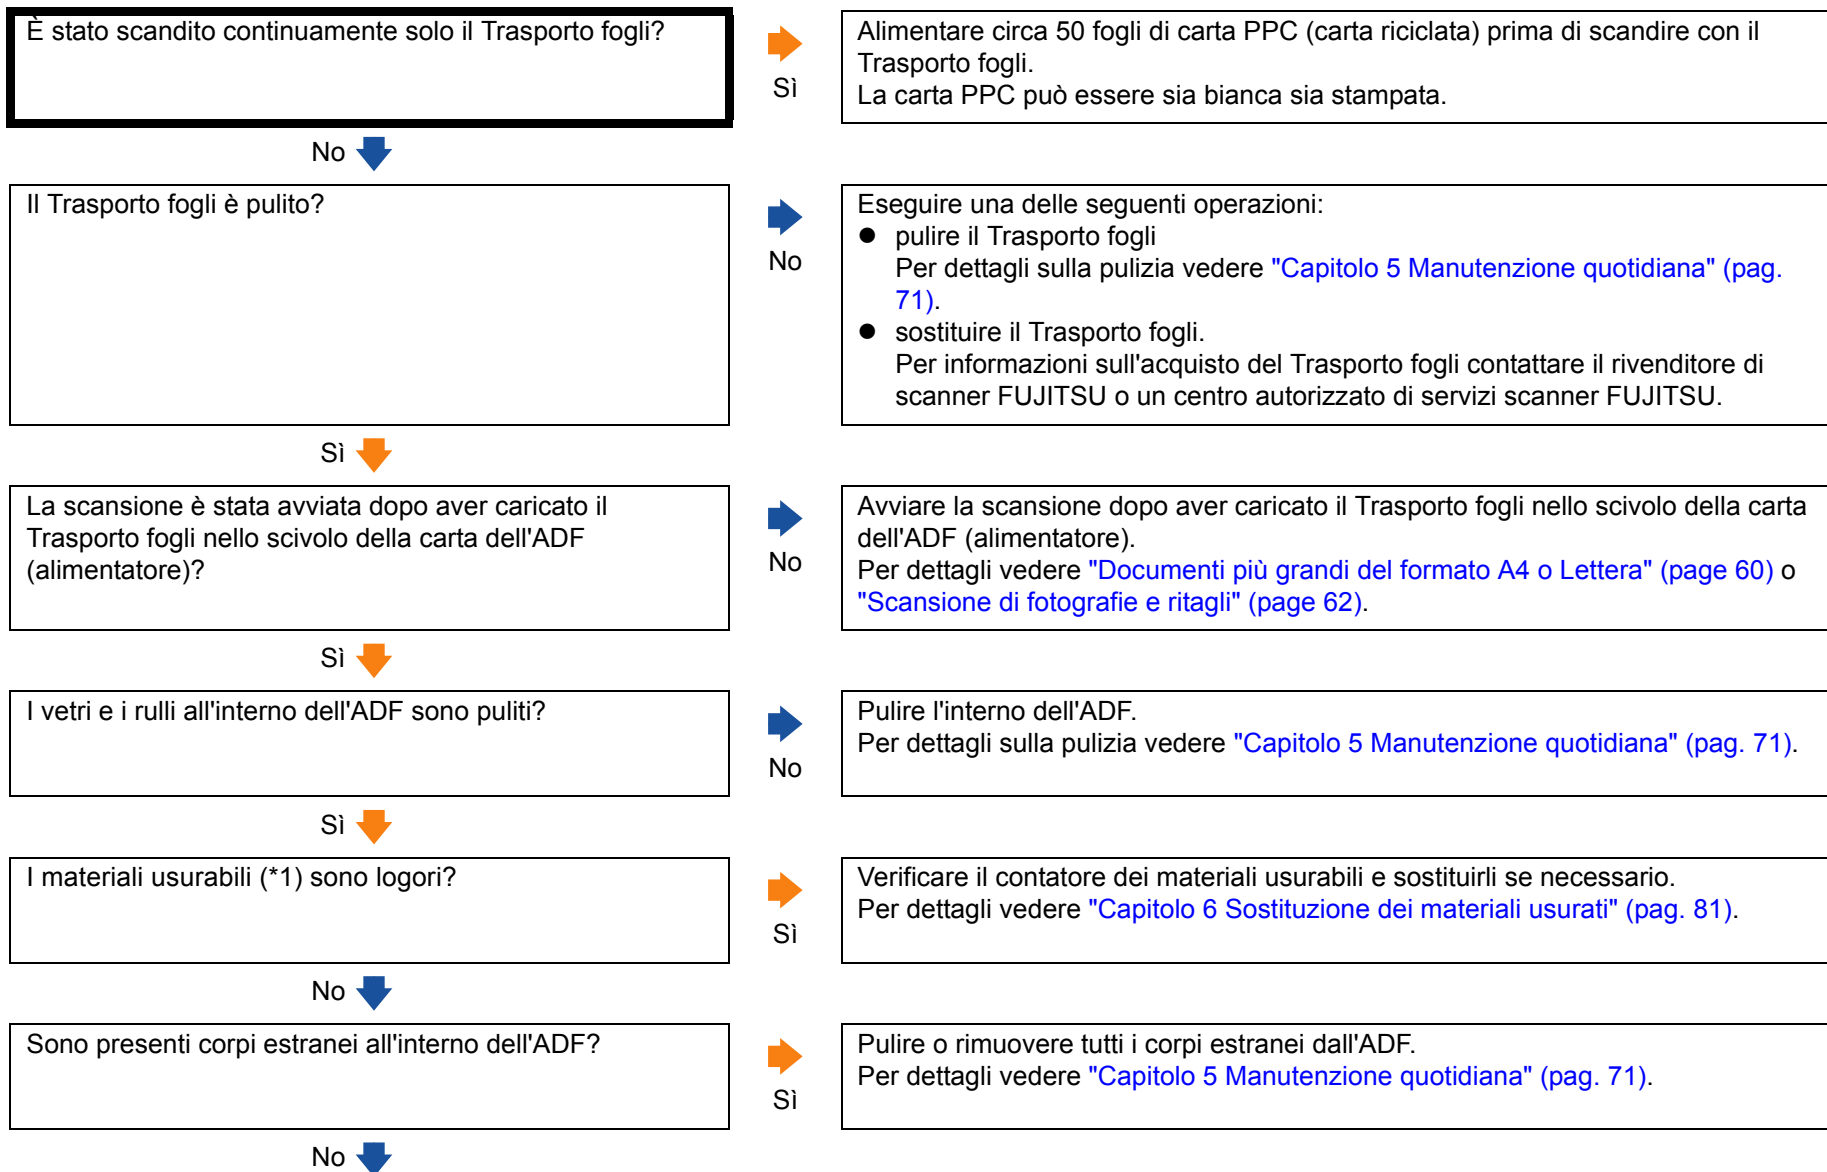 È stato scandito continuamente solo il Trasporto fogli?
Sì
Alimentare circa 50 fogli di carta PPC (carta riciclata) prima di scandire con il
Trasporto fogli.
La carta PPC può essere sia bianca sia stampata.
No
Il Trasporto fogli è pulito?
No
Eseguire una delle seguenti operazioni:
● pulire il Trasporto fogli
Per dettagli sulla pulizia vedere "Capitolo 5 Manutenzione quotidiana" (pag.
71).
● sostituire il Trasporto fogli.
Per informazioni sull'acquisto del Trasporto fogli contattare il rivenditore di
scanner FUJITSU o un centro autorizzato di servizi scanner FUJITSU.
Sì
La scansione è stata avviata dopo aver caricato il
Trasporto fogli nello scivolo della carta dell'ADF
(alimentatore)?
No
Avviare la scansione dopo aver caricato il Trasporto fogli nello scivolo della carta
dell'ADF (alimentatore).
Per dettagli vedere "Documenti più grandi del formato A4 o Lettera" (page 60) o
"Scansione di fotografie e ritagli" (page 62).
Sì
I vetri e i rulli all'interno dell'ADF sono puliti?
No
Pulire l'interno dell'ADF.
Per dettagli sulla pulizia vedere "Capitolo 5 Manutenzione quotidiana" (pag. 71).
Sì
I materiali usurabili (*1) sono logori?
Sì
Verificare il contatore dei materiali usurabili e sostituirli se necessario.
Per dettagli vedere "Capitolo 6 Sostituzione dei materiali usurati" (pag. 81).
No
Sono presenti corpi estranei all'interno dell'ADF?
Sì
Pulire o rimuovere tutti i corpi estranei dall'ADF.
Per dettagli vedere "Capitolo 5 Manutenzione quotidiana" (pag. 71).
No